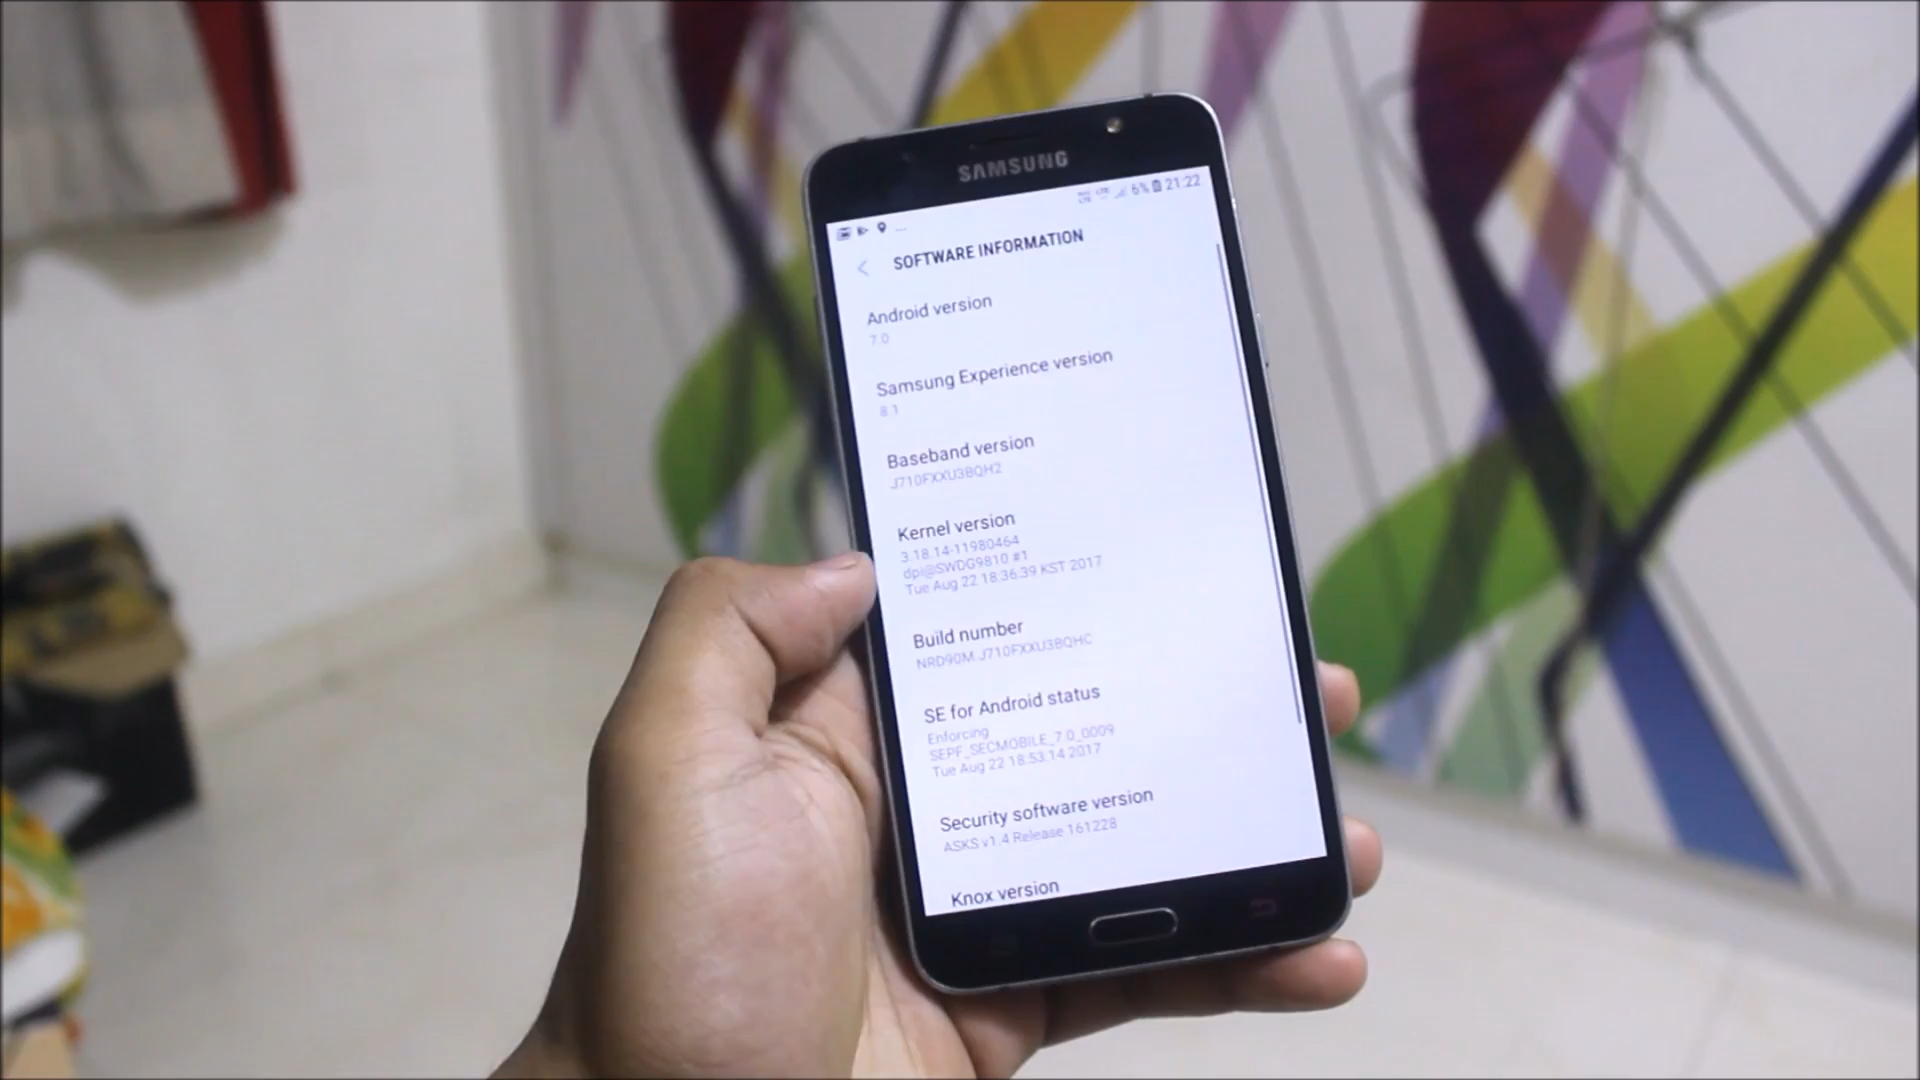 SAMSUNG
6% 21:22
SOFTWARE INFORMATION
Android version
7.0
Samsung Experience version
8.1
Baseband version
J710FXXU3BQH2
Kernel version
3.18.14-11980464
dpi@SWDG9810 #1
Tue Aug 22 18:36:39 KST 2017
Build number
NRD90M.J710FXXU3BQHC
SE for Android status
Enforcing
SEPF_SECMOBILE_7.0_0009
Tue Aug 22 18:53:14 2017
Security software version
ASKS v1.4 Release 161228
Knox version